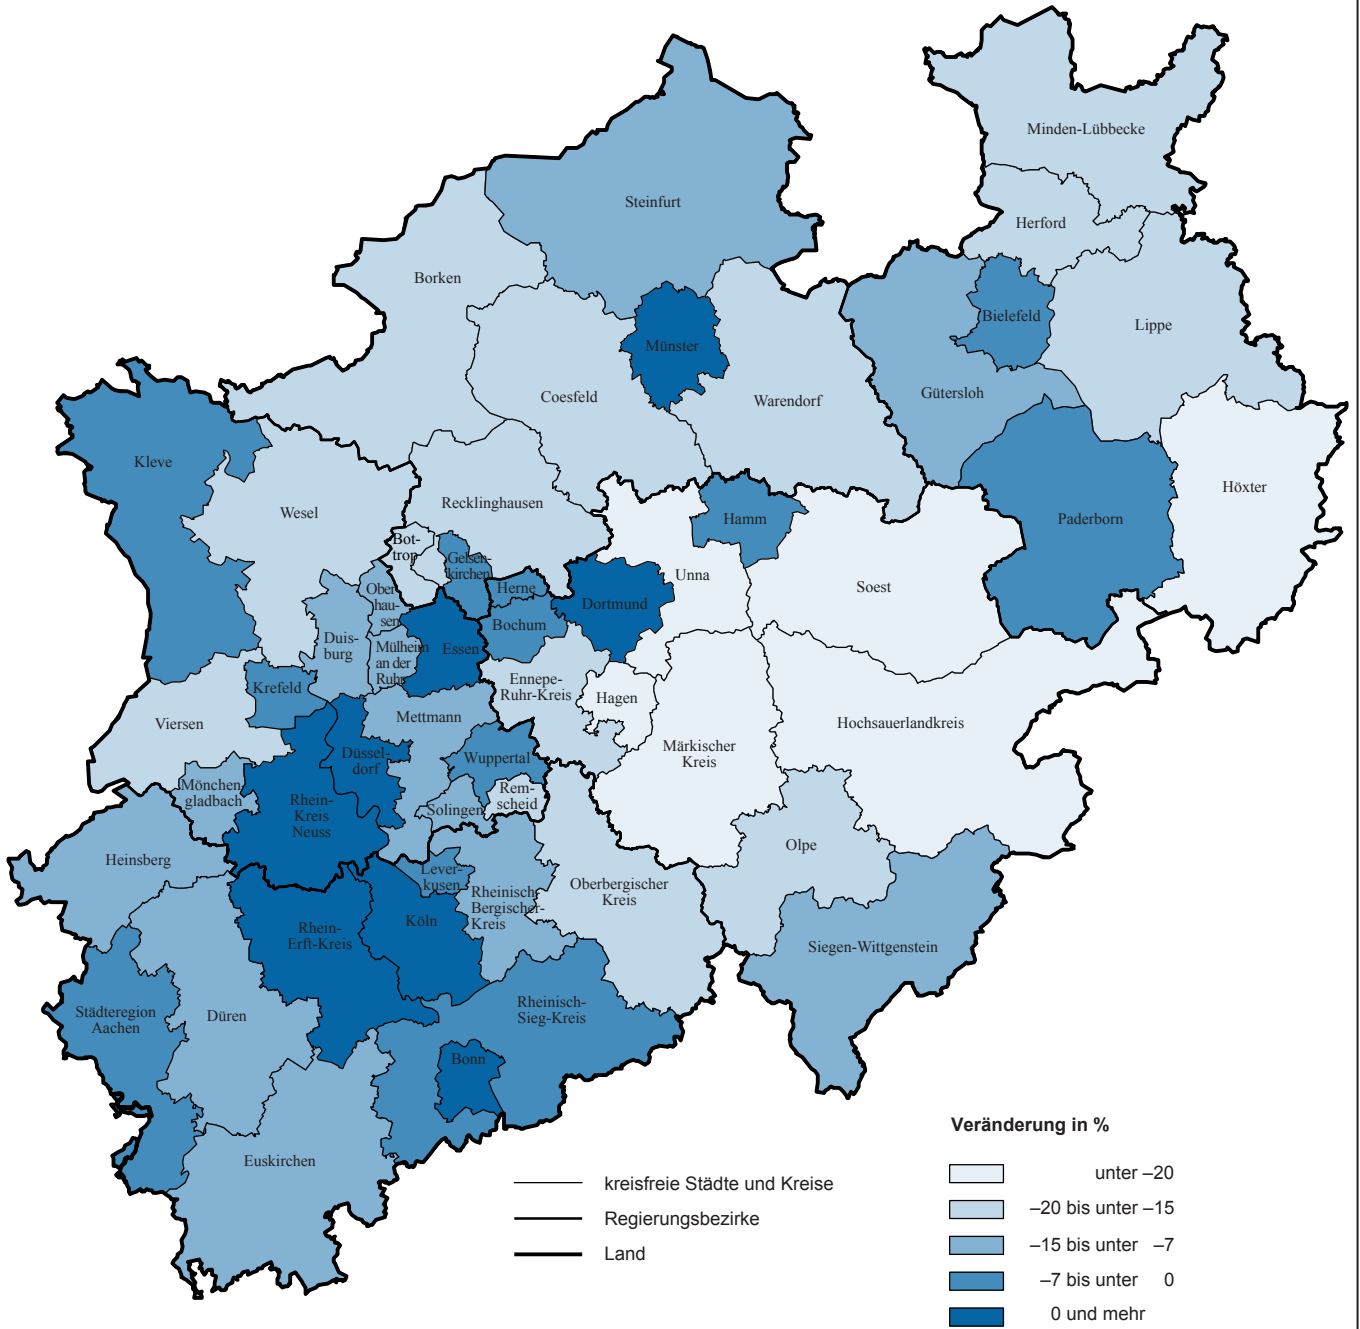 Minden-Lübbecke
Steinfurt
Herford
Borken
Bielefeld
Lippe
Münster
Coesfeld
Warendorf
Gütersloh
Kleve
Höxter
Recklinghausen
Wesel
Hamm
Paderborn
Bot-
trop
Gelsen-
kirchen
Unna
Soest
Herne
Ober-
hau-
sen
Dortmund
Bochum
Duis-
burg
Mülheim
an der
Ruhr
Essen
Ennepe-
Ruhr-Kreis
Krefeld
Hagen
Viersen
Mettmann
Hochsauerlandkreis
Düssel-
dorf
Wuppertal
Märkischer
Kreis
Mönchen-
gladbach
Rhein-
Kreis
Neuss
Solingen
Rem-
scheid
Olpe
Heinsberg
Lever-
kusen
Rheinisch-
Bergischer-
Kreis
Oberbergischer
Kreis
Köln
Rhein-
Erft-Kreis
Siegen-Wittgenstein
Städteregion
Aachen
Düren
Rheinisch-
Sieg-Kreis
Bonn
Euskirchen
kreisfreie Städte und Kreise
Regierungsbezirke
Land
Veränderung in %
unter –20
–20 bis unter –15
–15 bis unter –7
–7 bis unter 0
0 und mehr